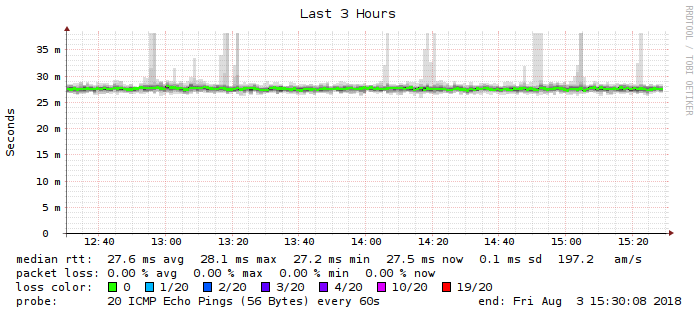 Last 3 Hours
RRDTOOL / TOBI OETIKER
Seconds
35 m
30 m
25 m
20 m
15 m
10 m
5 m
0
12:40 13:00 13:20 13:40 14:00 14:20 14:40 15:00 15:20
median rtt: 27.6 ms avg 28.1 ms max 27.2 ms min 27.5 ms now 0.1 ms sd 197.2 am/s
packet loss: 0.00 % avg 0.00 % max 0.00 % min 0.00 % now
loss color: 0 1/20 2/20 3/20 4/20 10/20 19/20
probe: 20 ICMP Echo Pings (56 Bytes) every 60s end: Fri Aug 3 15:30:08 2018